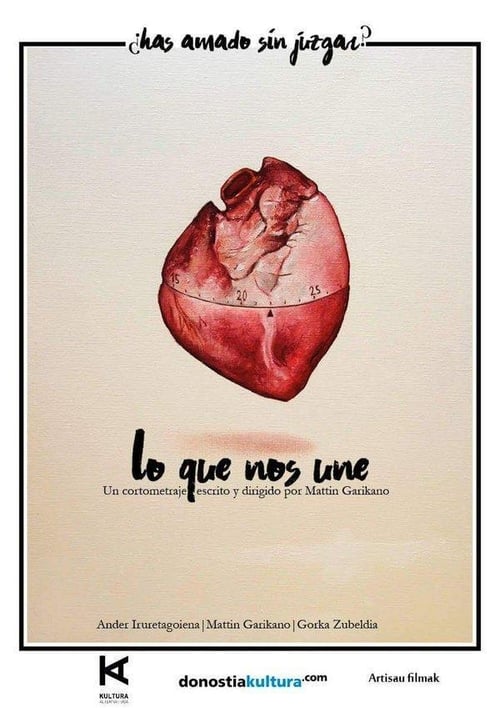 ¿has amado sin juzgar?
15 20 25
lo que nos une
Un cortometraje escrito y dirigido por Mattin Garikano
Ander Iruretagoiena|Mattin Garikano|Gorka Zubeldia
KULTURA
donostiakultura.com
Artisau filmak